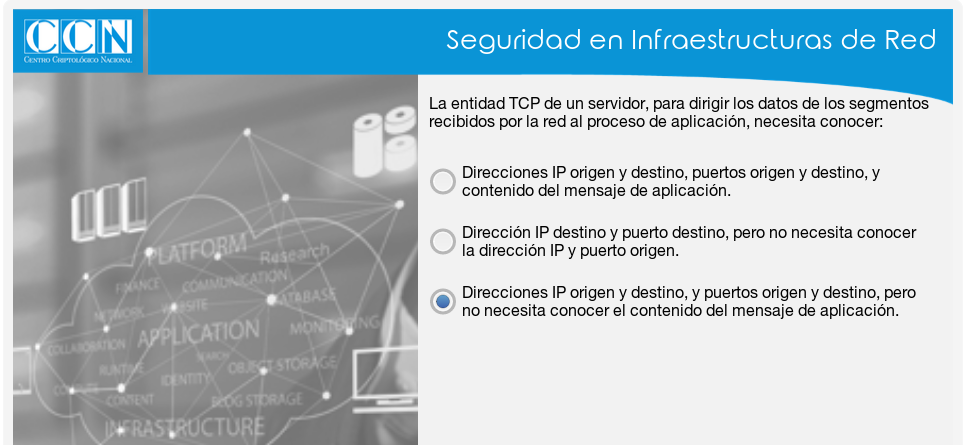 CCN
CENTRO CRIPTOLÓGICO NACIONAL
Seguridad en Infraestructuras de Red
La entidad TCP de un servidor, para dirigir los datos de los segmentos
recibidos por la red al proceso de aplicación, necesita conocer:
Direcciones IP origen y destino, puertos origen y destino, y
contenido del mensaje de aplicación.
Dirección IP destino y puerto destino, pero no necesita conocer
la dirección IP y puerto origen.
Direcciones IP origen y destino, y puertos origen y destino, pero
no necesita conocer el contenido del mensaje de aplicación.
PLATFORM
Research
FINANCE
COMMUNICATION
NETWORK
WEBSITE
DATABASE
APPLICATION
MONITORING
COLLABORATION
SEARCH
RUNTIME
OBJECT STORAGE
IDENTITY
COMPUTE
CONTENT
BLOG STORAGE
INFRASTRUCTURE